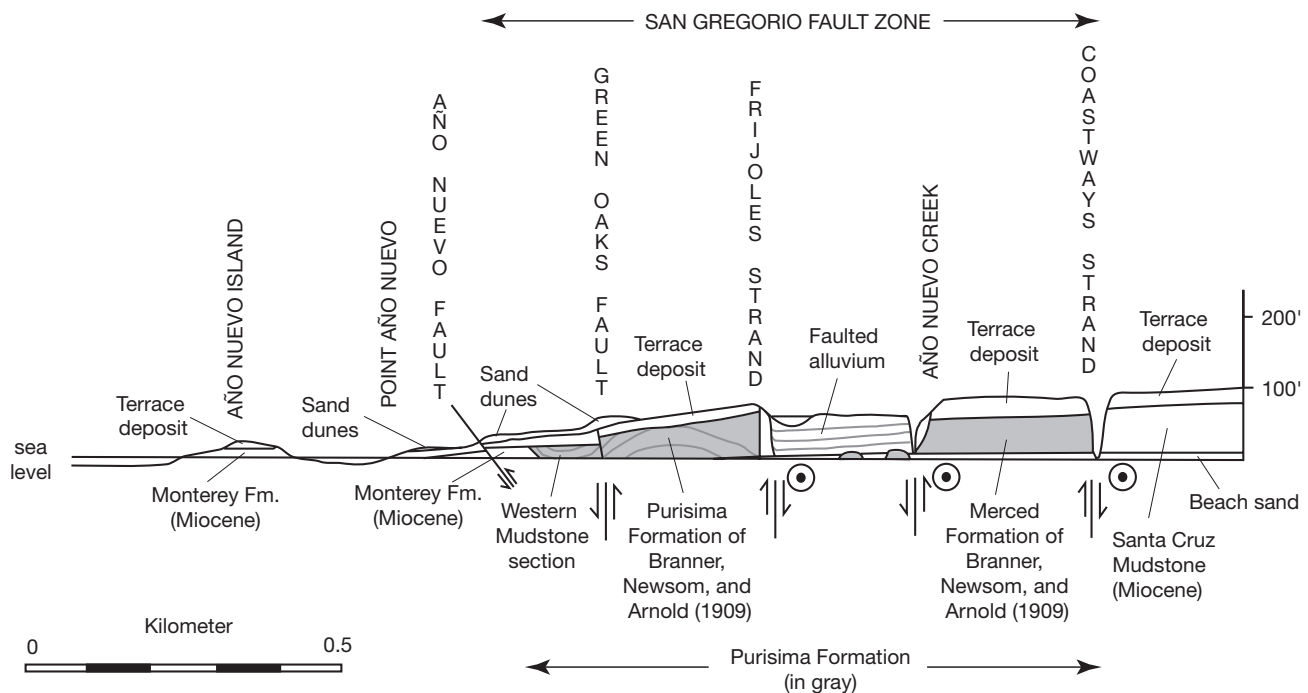 SAN GREGORIO FAULT ZONE
AÑO NUEVO ISLAND
POINT AÑO NUEVO
AÑO NUEVO FAULT
GREEN OAKS FAULT
FRIJOLES STRAND
AÑO NUEVO CREEK
COASTWAYS STRAND
200'
100'
Terrace
deposit
Sand
dunes
Sand
dunes
Terrace
deposit
Faulted
alluvium
Terrace
deposit
Terrace
deposit
sea
level
Monterey Fm.
(Miocene)
Monterey Fm.
(Miocene)
Western
Mudstone
section
Purisima
Formation of
Branner,
Newsom, and
Arnold (1909)
Merced
Formation of
Branner,
Newsom, and
Arnold (1909)
Santa Cruz
Mudstone
(Miocene)
Beach sand
Kilometer
0 0.5
Purisima Formation
(in gray)